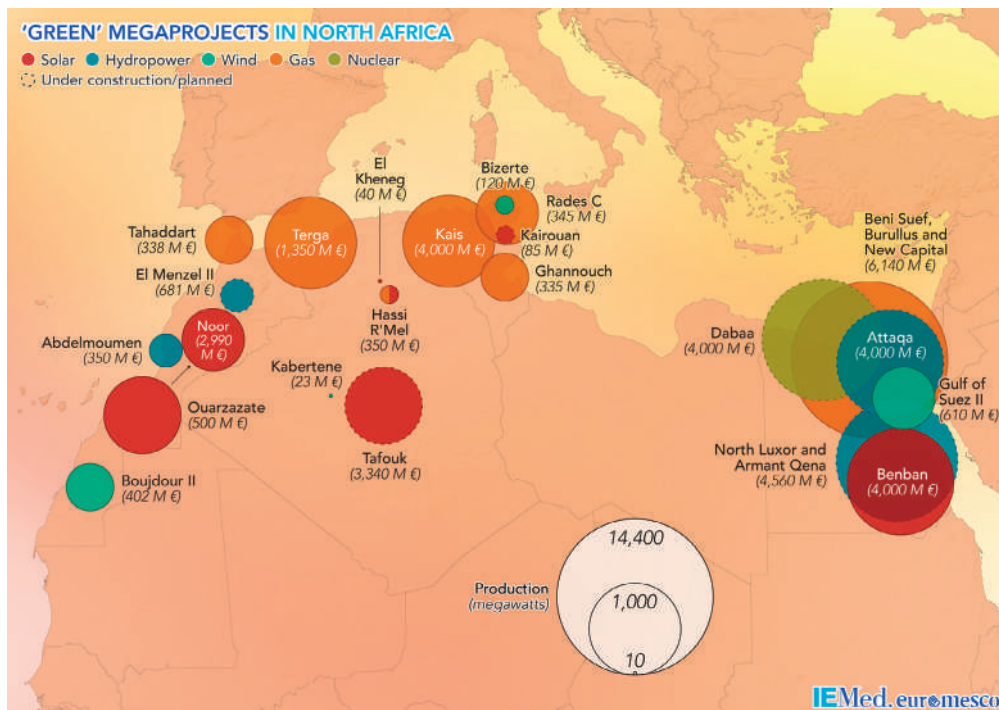 'GREEN' MEGAPROJECTS IN NORTH AFRICA
Solar Hydropower Wind Gas Nuclear
Under construction/planned
El
Kheneg
(40 M €)
Bizerte
(120 M €)
Rades C
(345 M €)
Tahaddart
(338 M €)
Terga
(1,350 M €)
Kais
(4,000 M €)
Kairouan
(85 M €)
Beni Suef,
Burullus and
New Capital
(6,140 M €)
El Menzel II
(681 M €)
Ghannouch
(335 M €)
Noor
(2,990
M €)
Hassi
R'Mel
(350 M €)
Abdelmoumen
(350 M €)
Dabaa
(4,000 M €)
Attaqa
(4,000 M €)
Kabertene
(23 M €)
Gulf of
Suez II
(610 M €)
Ouarzazate
(500 M €)
Tafouk
(3,340 M €)
North Luxor and
Armant Qena
(4,560 M €)
Boujdour II
(402 M €)
Benban
(4,000 M €)
14,400
Production
(megawatts)
1,000
10
IEMed. euromesco